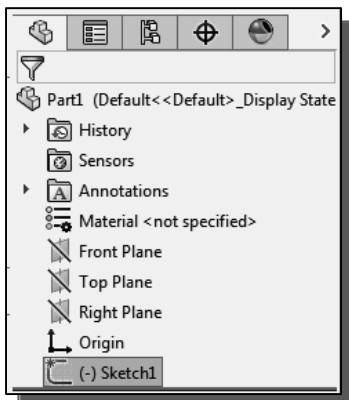 Part1 (Default<<Default>_Display State
History
Sensors
A Annotations
Material <not specified>
Front Plane
Top Plane
Right Plane
Origin
(-) Sketch1